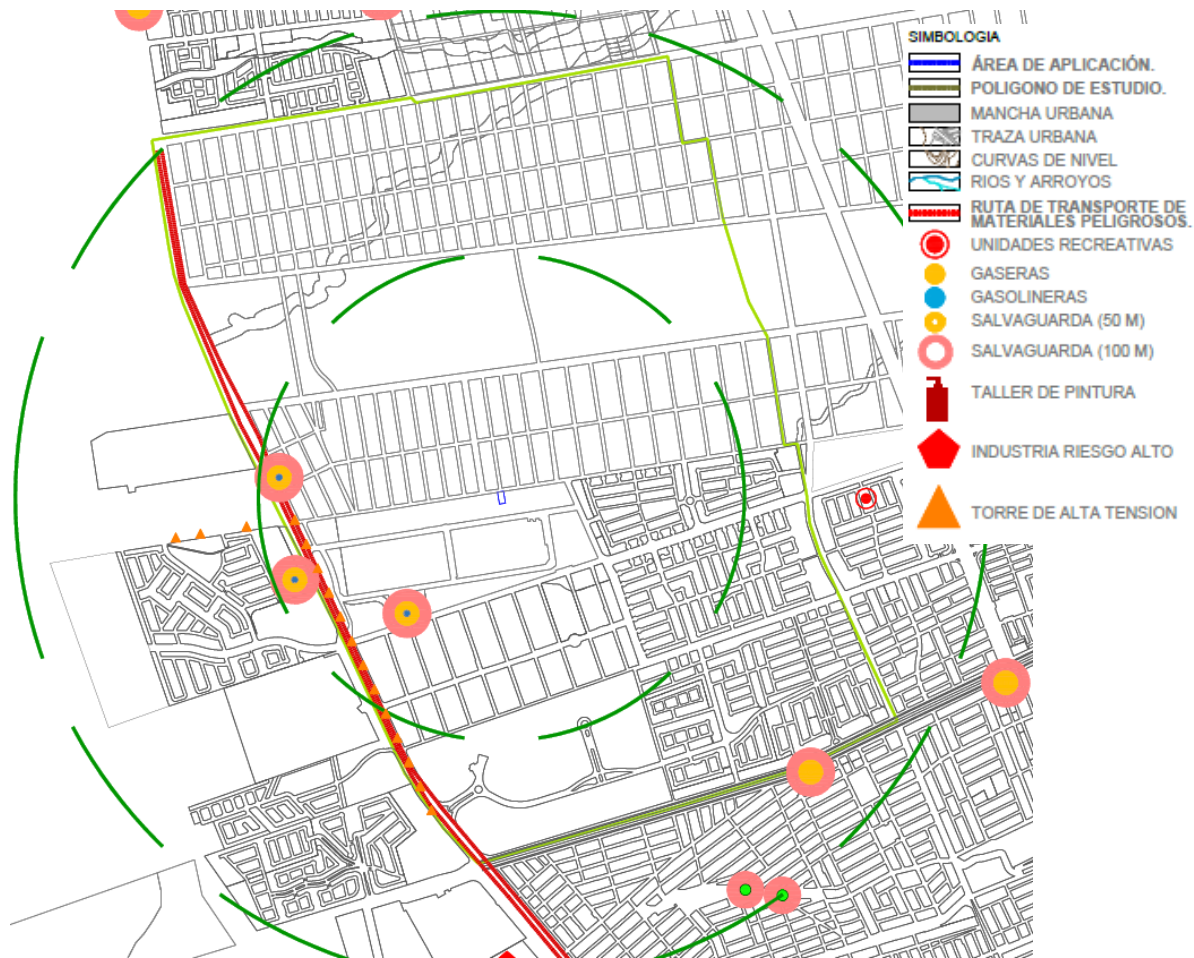 SIMBOLOGIA
ÁREA DE APLICACIÓN.
POLIGONO DE ESTUDIO.
MANCHA URBANA
TRAZA URBANA
CURVAS DE NIVEL
RIOS Y ARROYOS
RUTA DE TRANSPORTE DE
MATERIALES PELIGROSOS.
UNIDADES RECREATIVAS
GASERAS
GASOLINERAS
SALVAGUARDA (50 M)
SALVAGUARDA (100 M)
TALLER DE PINTURA
INDUSTRIA RIESGO ALTO
TORRE DE ALTA TENSION